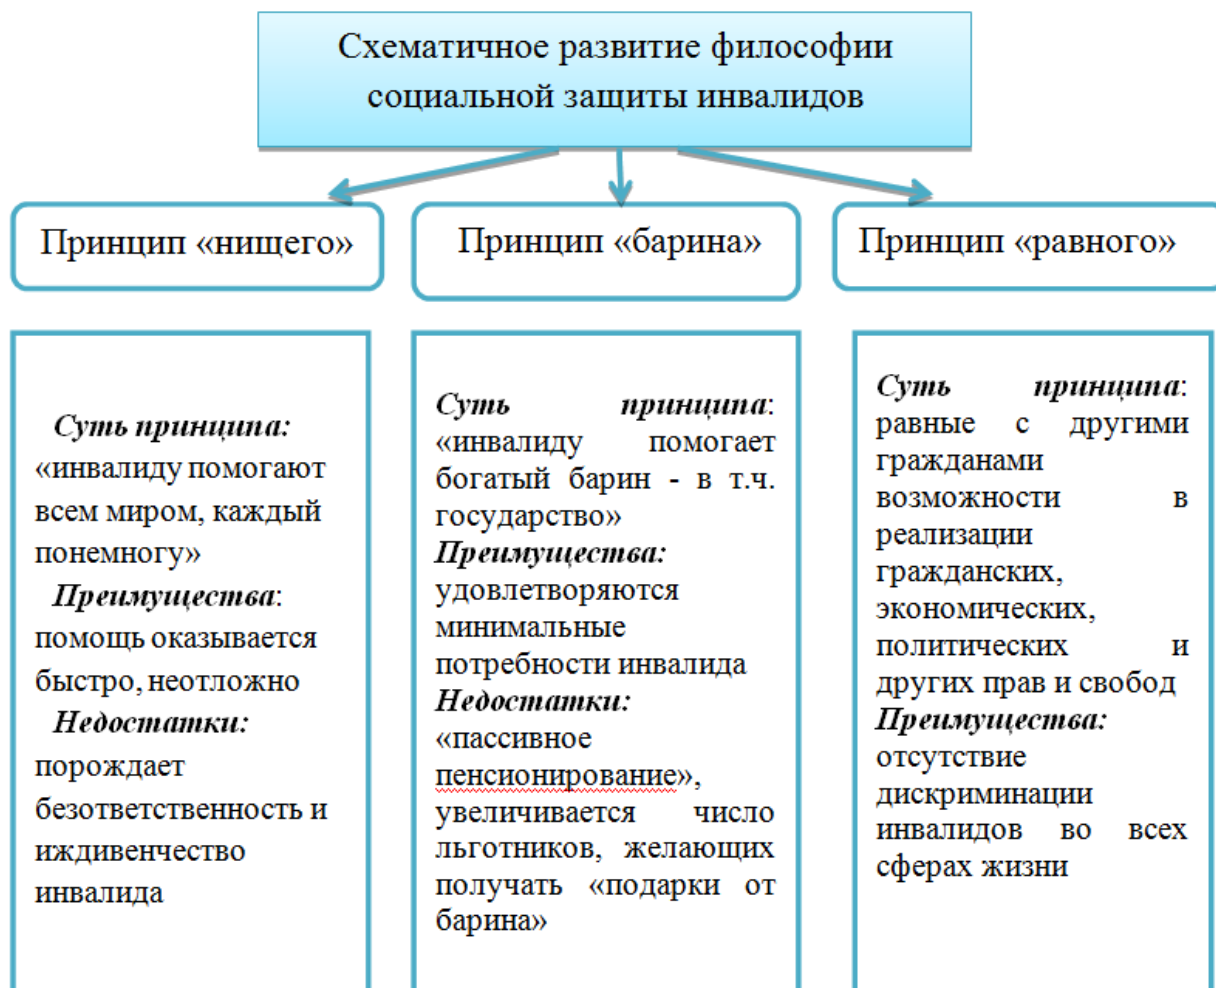 Схематичное развитие философии
социальной защиты инвалидов
Принцип «нищего»
Принцип «барина»
Принцип «равного»
Суть принципа:
«инвалиду помогают
всем миром, каждый
понемногу»
Преимущества:
помощь оказывается
быстро, неотложно
Недостатки:
порождает
безответственность и
иждивенчество
инвалида
Суть принципа:
«инвалиду помогает
богатый барин - в т.ч.
государство»
Преимущества:
удовлетворяются
минимальные
потребности инвалида
Недостатки:
«пассивное
пенсионирование»,
увеличивается число
льготников, желающих
получать «подарки от
барина»
Суть принципа:
равные с другими
гражданами
возможности в
реализации
гражданских,
экономических,
политических и
других прав и свобод
Преимущества:
отсутствие
дискриминации
инвалидов во всех
сферах жизни